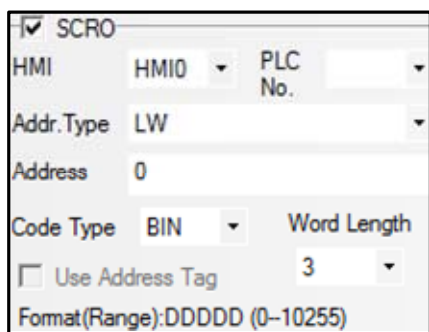 SCRO
HMI HMI0 PLC No.
Addr.Type LW
Address 0
Code Type BIN Word Length
Use Address Tag 3
Format(Range):DDDDD (0--10255)